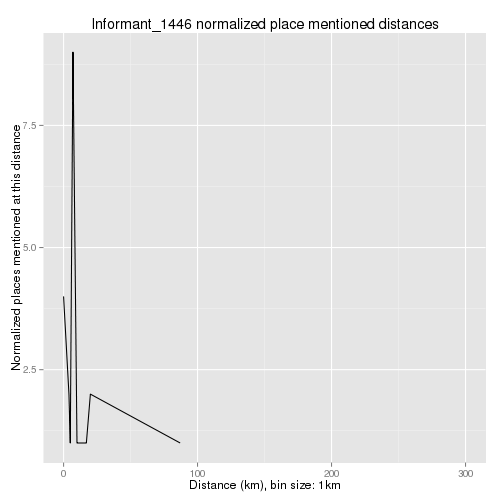 Informant_1446 normalized place mentioned distances
Normalized places mentioned at this distance
7.5
5.0
2.5
0
100
200
300
Distance (km), bin size: 1km